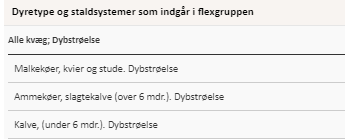 Dyretype og staldsystemer som indgår i flexgruppen
Alle kvæg; Dybstrøelse
Malkekøer, kvier og stude. Dybstrøelse
Ammekøer, slagtekalve (over 6 mdr.). Dybstrøelse
Kalve, (under 6 mdr.). Dybstrøelse